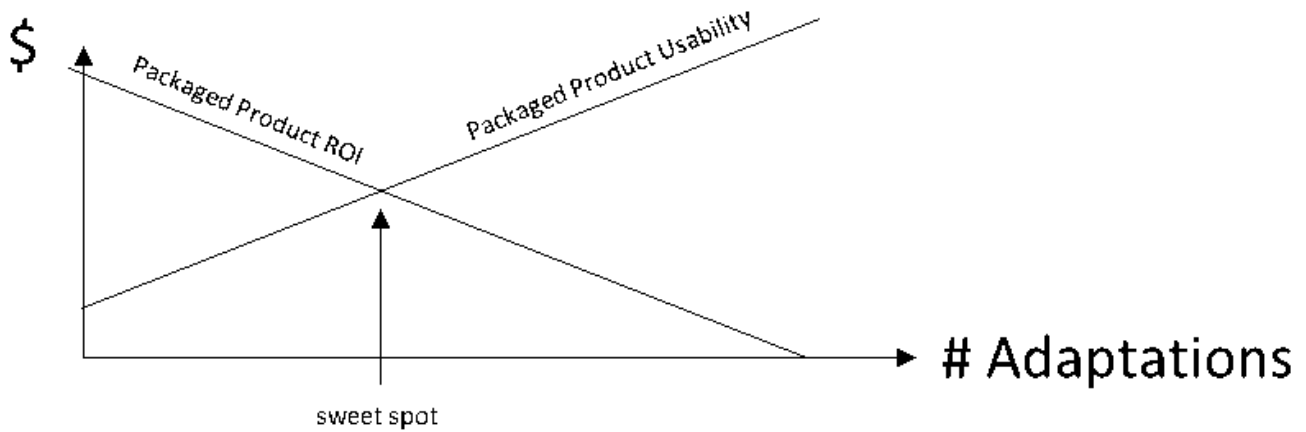 $
Packaged Product ROI
Packaged Product Usability
# Adaptations
sweet spot